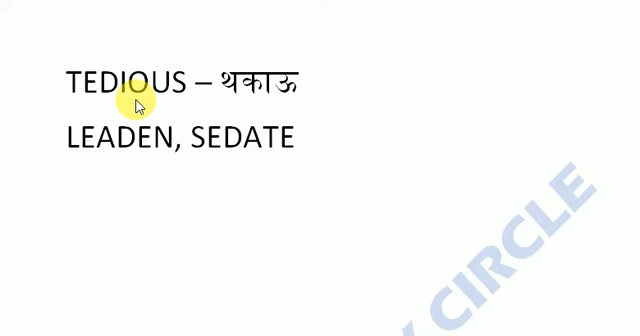 TEDIOUS – थकाऊ
LEADEN, SEDATE
CIRCLE